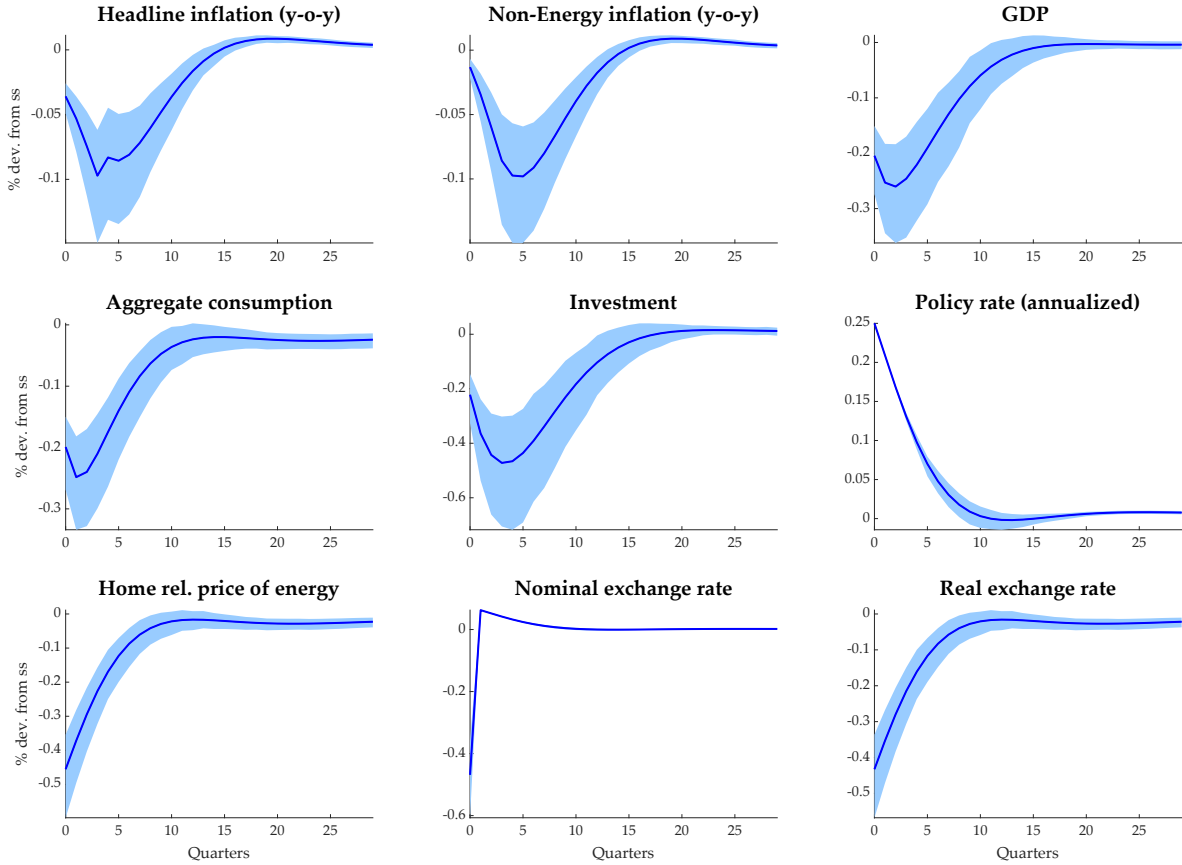 Headline inflation (y-o-y)
Non-Energy inflation (y-o-y)
GDP
% dev. from ss
0
-0.05
-0.1
0 5 10 15 20 25
0
-0.05
-0.1
0 5 10 15 20 25
0
-0.1
-0.2
-0.3
0 5 10 15 20 25
Aggregate consumption
Investment
Policy rate (annualized)
% dev. from ss
0
-0.1
-0.2
-0.3
0 5 10 15 20 25
0
-0.2
-0.4
-0.6
0 5 10 15 20 25
0.25
0.2
0.15
0.1
0.05
0
0 5 10 15 20 25
Home rel. price of energy
Nominal exchange rate
Real exchange rate
% dev. from ss
0
-0.1
-0.2
-0.3
-0.4
-0.5
0 5 10 15 20 25
Quarters
0
-0.2
-0.4
-0.6
0 5 10 15 20 25
Quarters
0
-0.1
-0.2
-0.3
-0.4
-0.5
0 5 10 15 20 25
Quarters